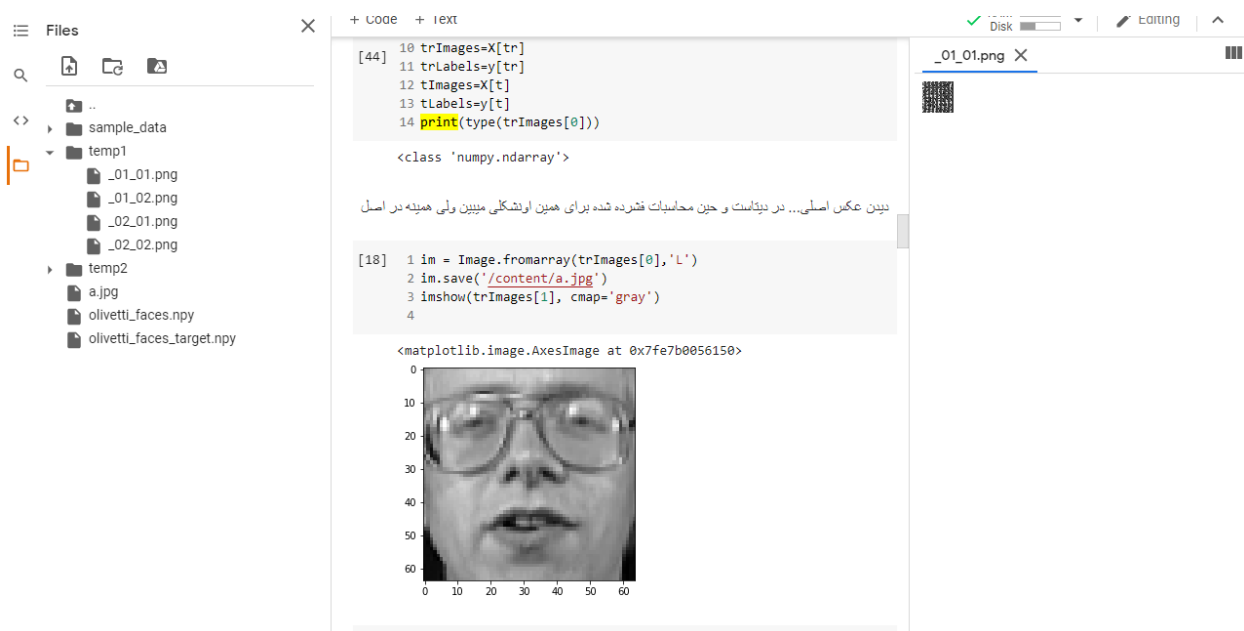 Files
+ Code + Text
Disk
Editing
_01_01.png
..
sample_data
temp1
_01_01.png
_01_02.png
_02_01.png
_02_02.png
temp2
a.jpg
olivetti_faces.npy
olivetti_faces_target.npy
[44]
10 trImages=X[tr]
11 trLabels=y[tr]
12 tImages=X[t]
13 tLabels=y[t]
14 print(type(trImages[0]))
<class 'numpy.ndarray'>
دیدن عکس اصلی... در دیتاست و حین محاسبات فشرده شده برای همین اونشکلی میبین ولی همینه در اصل
[18]
1 im = Image.fromarray(trImages[0],'L')
2 im.save('/content/a.jpg')
3 imshow(trImages[1], cmap='gray')
4
<matplotlib.image.AxesImage at 0x7fe7b0056150>
0
10
20
30
40
50
60
0 10 20 30 40 50 60